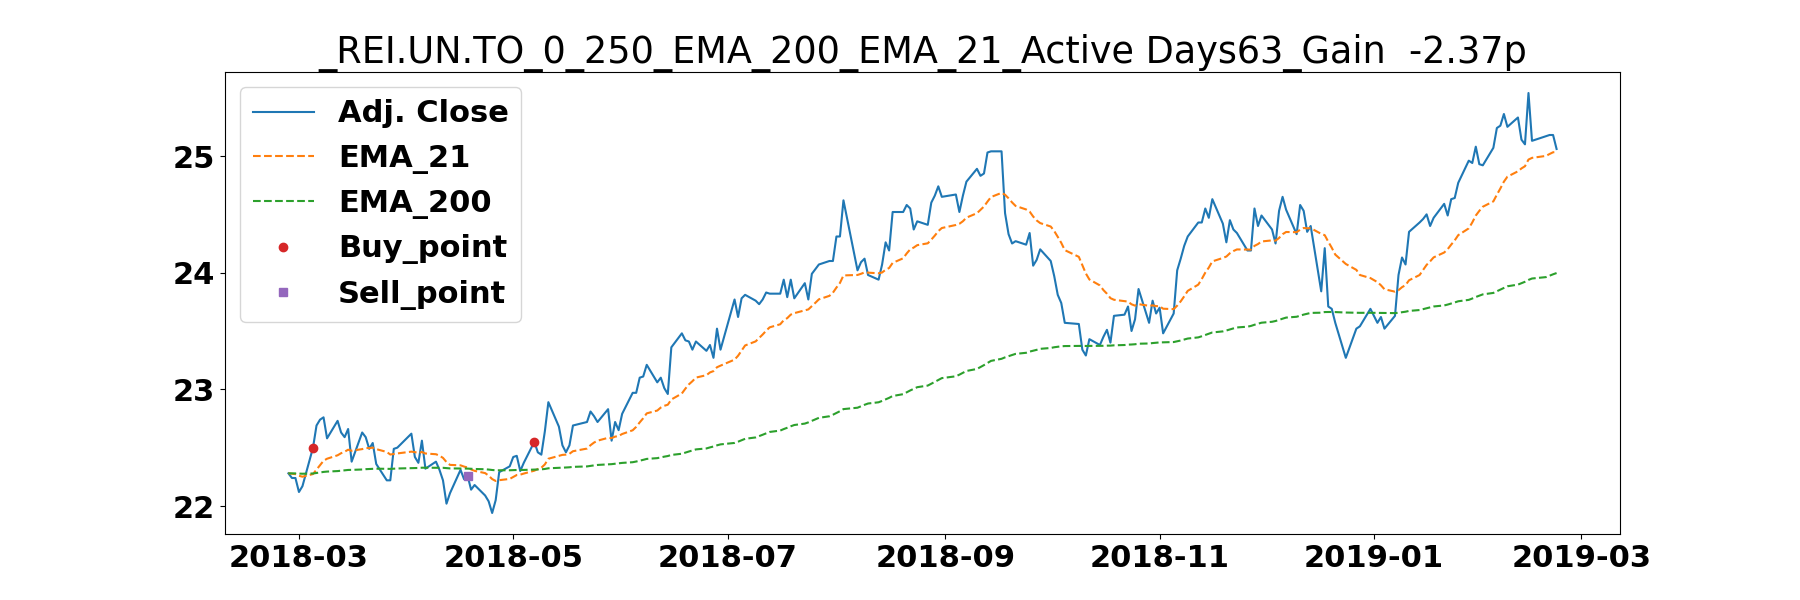 _REI.UN.TO_0_250_EMA_200_EMA_21_Active Days63_Gain  -2.37p
Adj. Close
EMA_21
EMA_200
Buy_point
Sell_point
25
24
23
22
2018-03 2018-05 2018-07 2018-09 2018-11 2019-01 2019-03